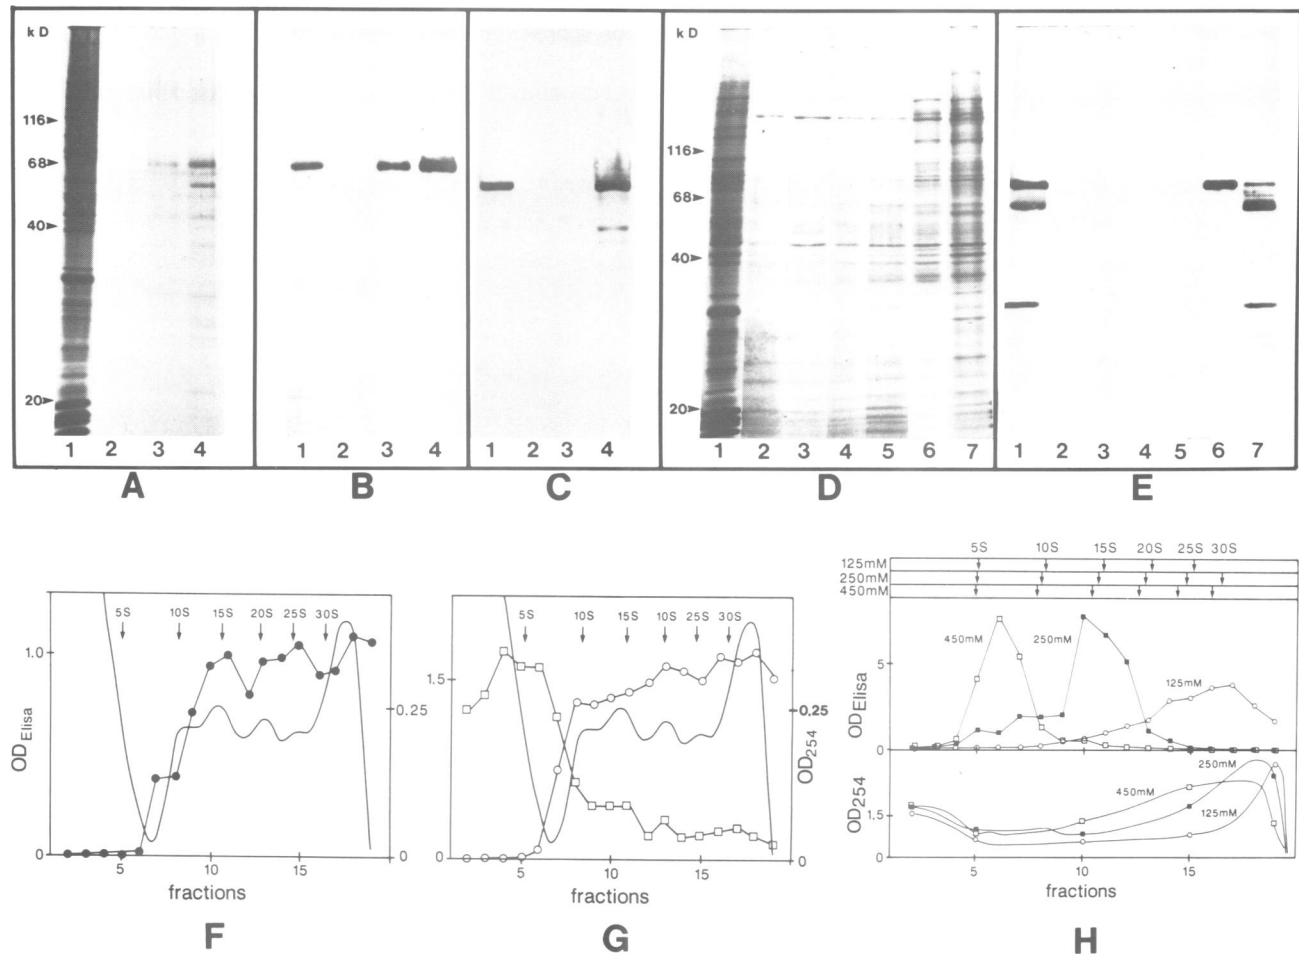 kD
116
68
40
20
1 2 3 4
A
1 2 3 4
B
1 2 3 4
C
kD
116
68
40
20
1 2 3 4 5 6 7
D
1 2 3 4 5 6 7
E
5S 10S 15S 20S 25S 30S
1.0
0
OD Elisa
0.25
0
5 10 15
fractions
F
5S 10S 15S 10S 25S 30S
1.5
0
0.25
0
OD254
5 10 15
fractions
G
5S 10S 15S 20S 25S 30S
125mM
250mM
450mM
450mM 250mM
125mM
OD Elisa
5
0
250mM
450mM
125mM
OD254
1.5
0
5 10 15
fractions
H